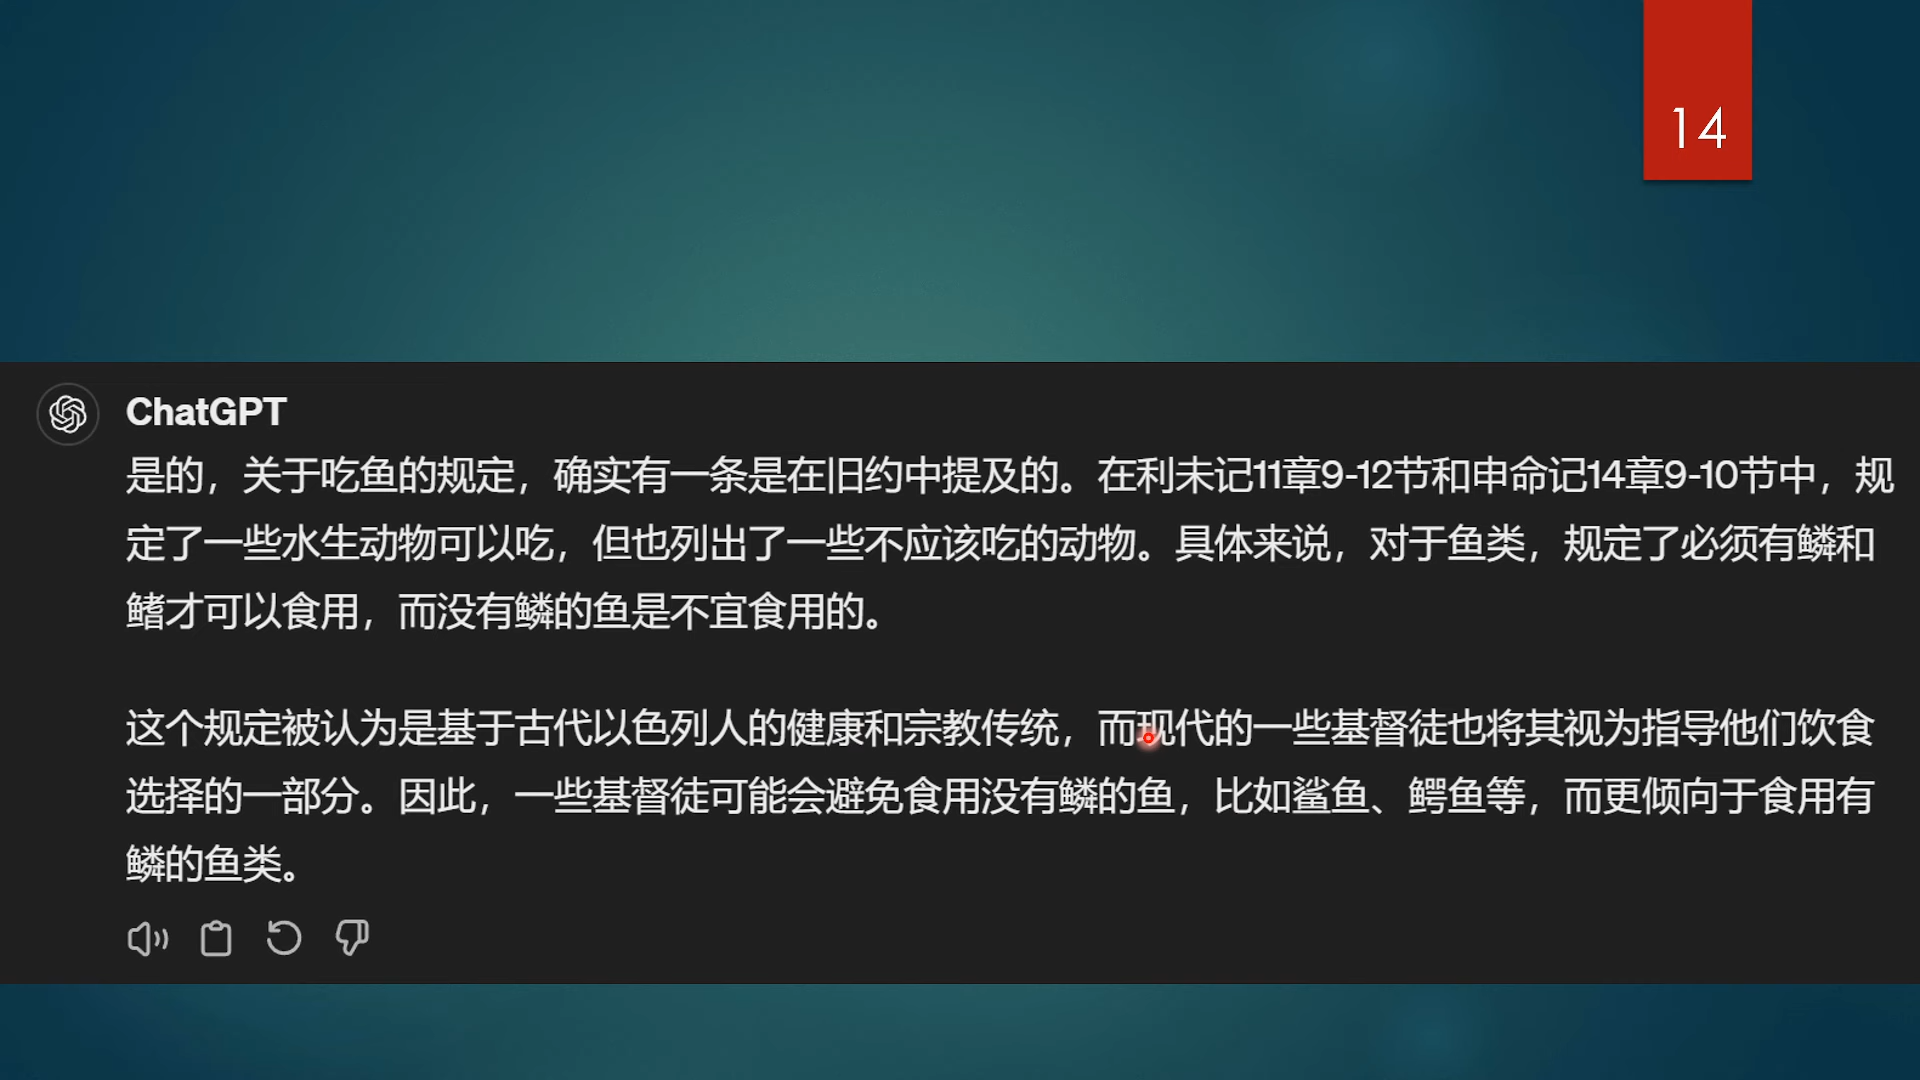 14
ChatGPT
是的，关于吃鱼的规定，确实有一条是在旧约中提及的。在利未记11章9-12节和申命记14章9-10节中，规
定了一些水生动物可以吃，但也列出了一些不应该吃的动物。具体来说，对于鱼类，规定了必须有鳞和
鳍才可以食用，而没有鳞的鱼是不宜食用的。
这个规定被认为是基于古代以色列人的健康和宗教传统，而现代的一些基督徒也将其视为指导他们饮食
选择的一部分。因此，一些基督徒可能会避免食用没有鳞的鱼，比如鲨鱼、鳄鱼等，而更倾向于食用有
鳞的鱼类。